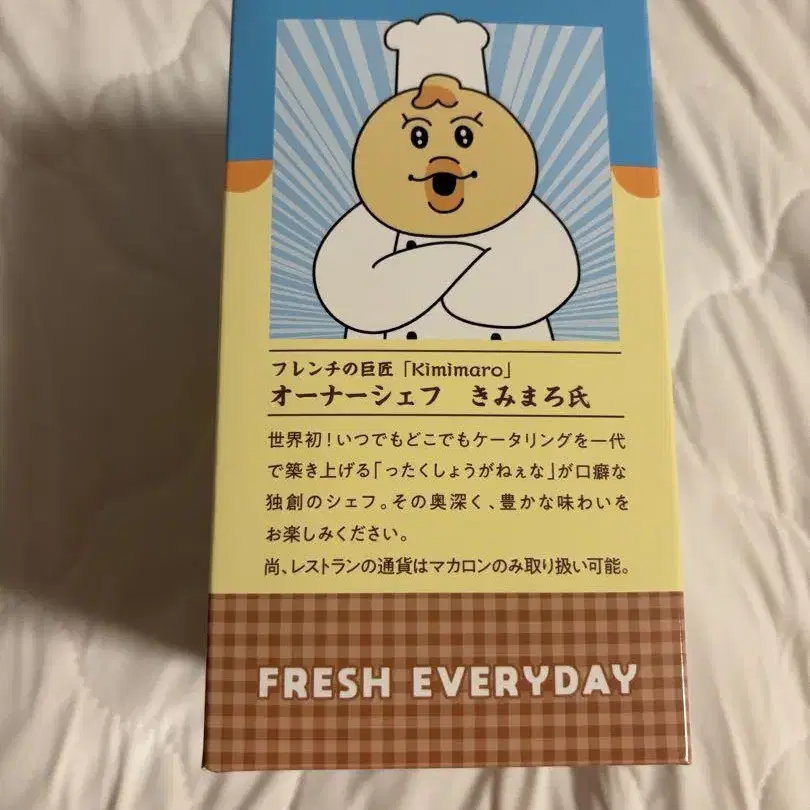 フレンチの巨匠「Kimimaro」
オーナーシェフ　きみまろ氏
世界初！いつでもどこでもケータリングを一代
で築き上げる「ったくしょうがねぇな」が口癖な
独創のシェフ。その奥深く、豊かな味わいを
お楽しみください。
尚、レストランの通貨はマカロンのみ取り扱い可能。
FRESH EVERYDAY